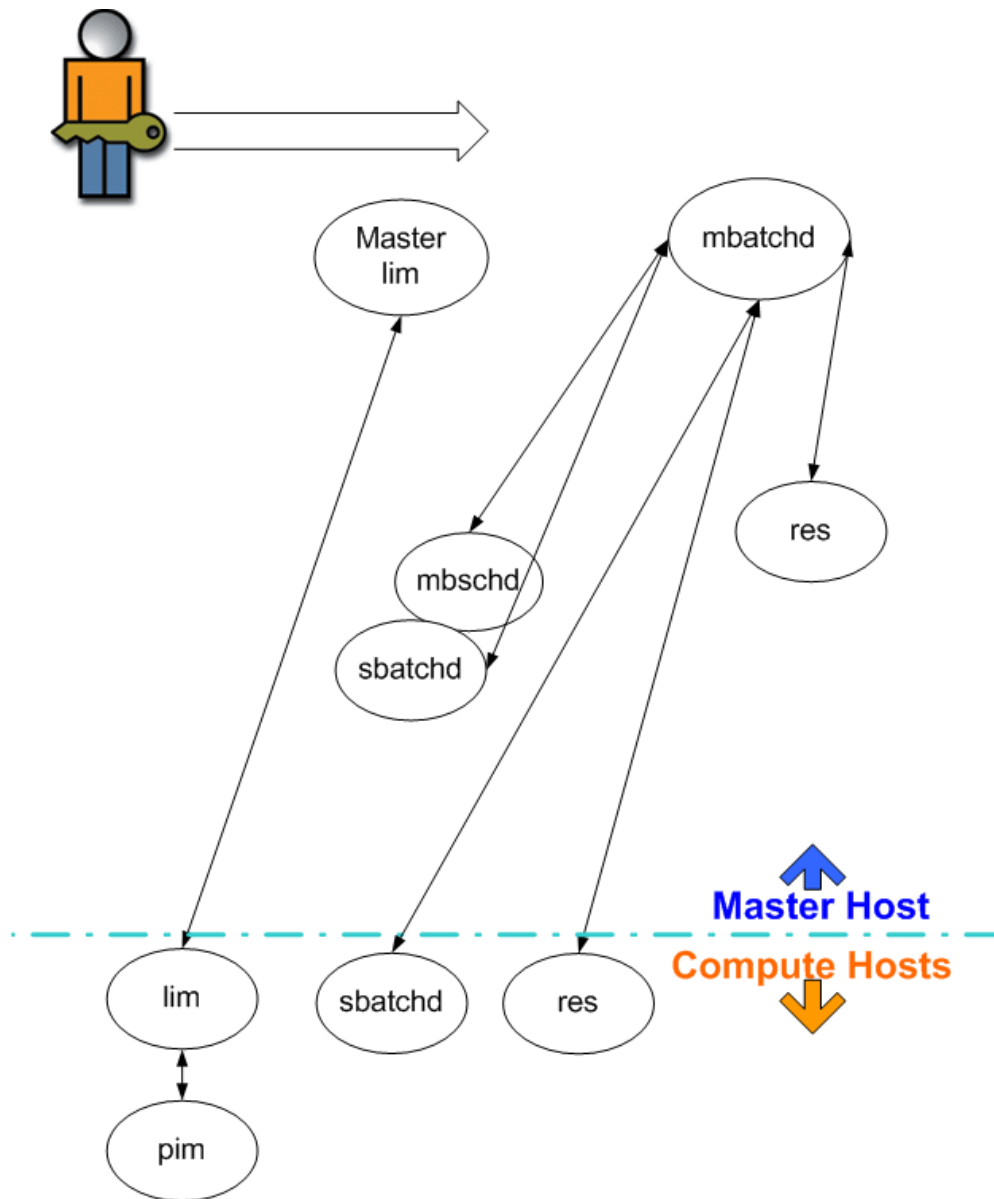 Master
lim
mbatchd
res
mbschd
sbatchd
Master Host
Compute Hosts
lim
sbatchd
res
pim